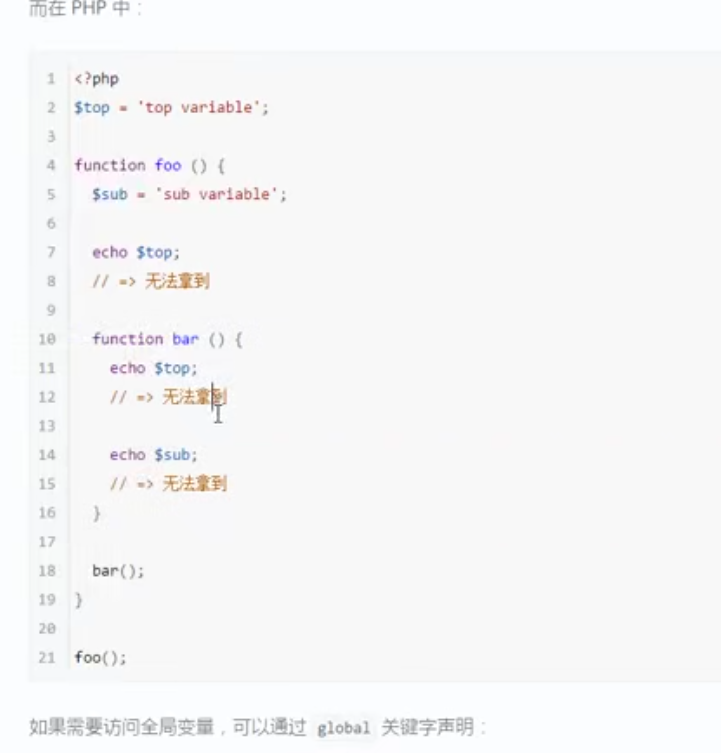 而在 PHP 中：
1 <?php
2 $top = 'top variable';
3
4 function foo () {
5 $sub = 'sub variable';
6
7 echo $top;
8 // => 无法拿到
9
10 function bar () {
11 echo $top;
12 // => 无法拿到
13
14 echo $sub;
15 // => 无法拿到
16 }
17
18 bar();
19 }
20
21 foo();
如果需要访问全局变量，可以通过 global 关键字声明：